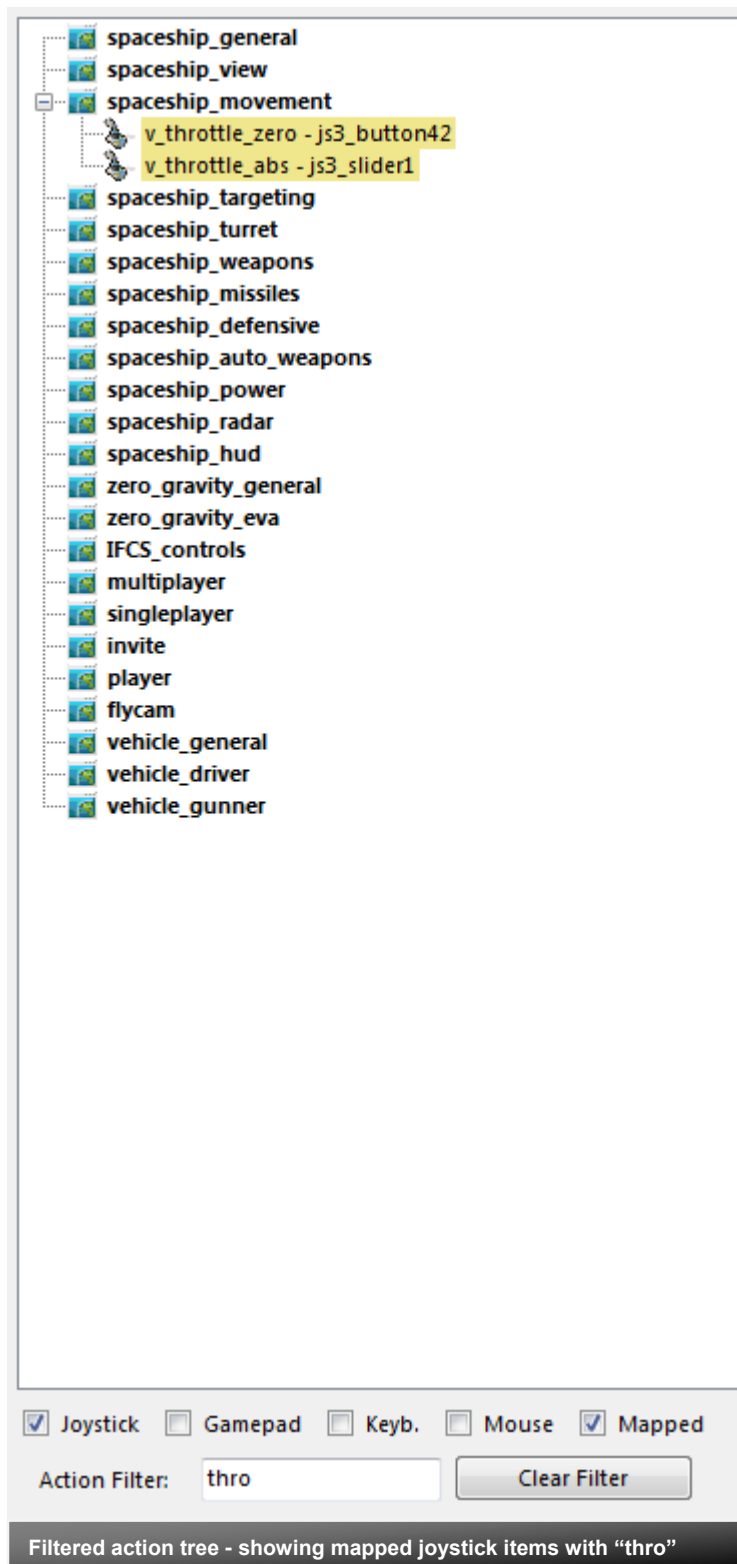 spaceship_general
spaceship_view
spaceship_movement
v_throttle_zero - js3_button42
v_throttle_abs - js3_slider1
spaceship_targeting
spaceship_turret
spaceship_weapons
spaceship_missiles
spaceship_defensive
spaceship_auto_weapons
spaceship_power
spaceship_radar
spaceship_hud
zero_gravity_general
zero_gravity_eva
IFCS_controls
multiplayer
singleplayer
invite
player
flycam
vehicle_general
vehicle_driver
vehicle_gunner
Joystick Gamepad Keyb. Mouse Mapped
Action Filter: thro Clear Filter
Filtered action tree - showing mapped joystick items with “thro”